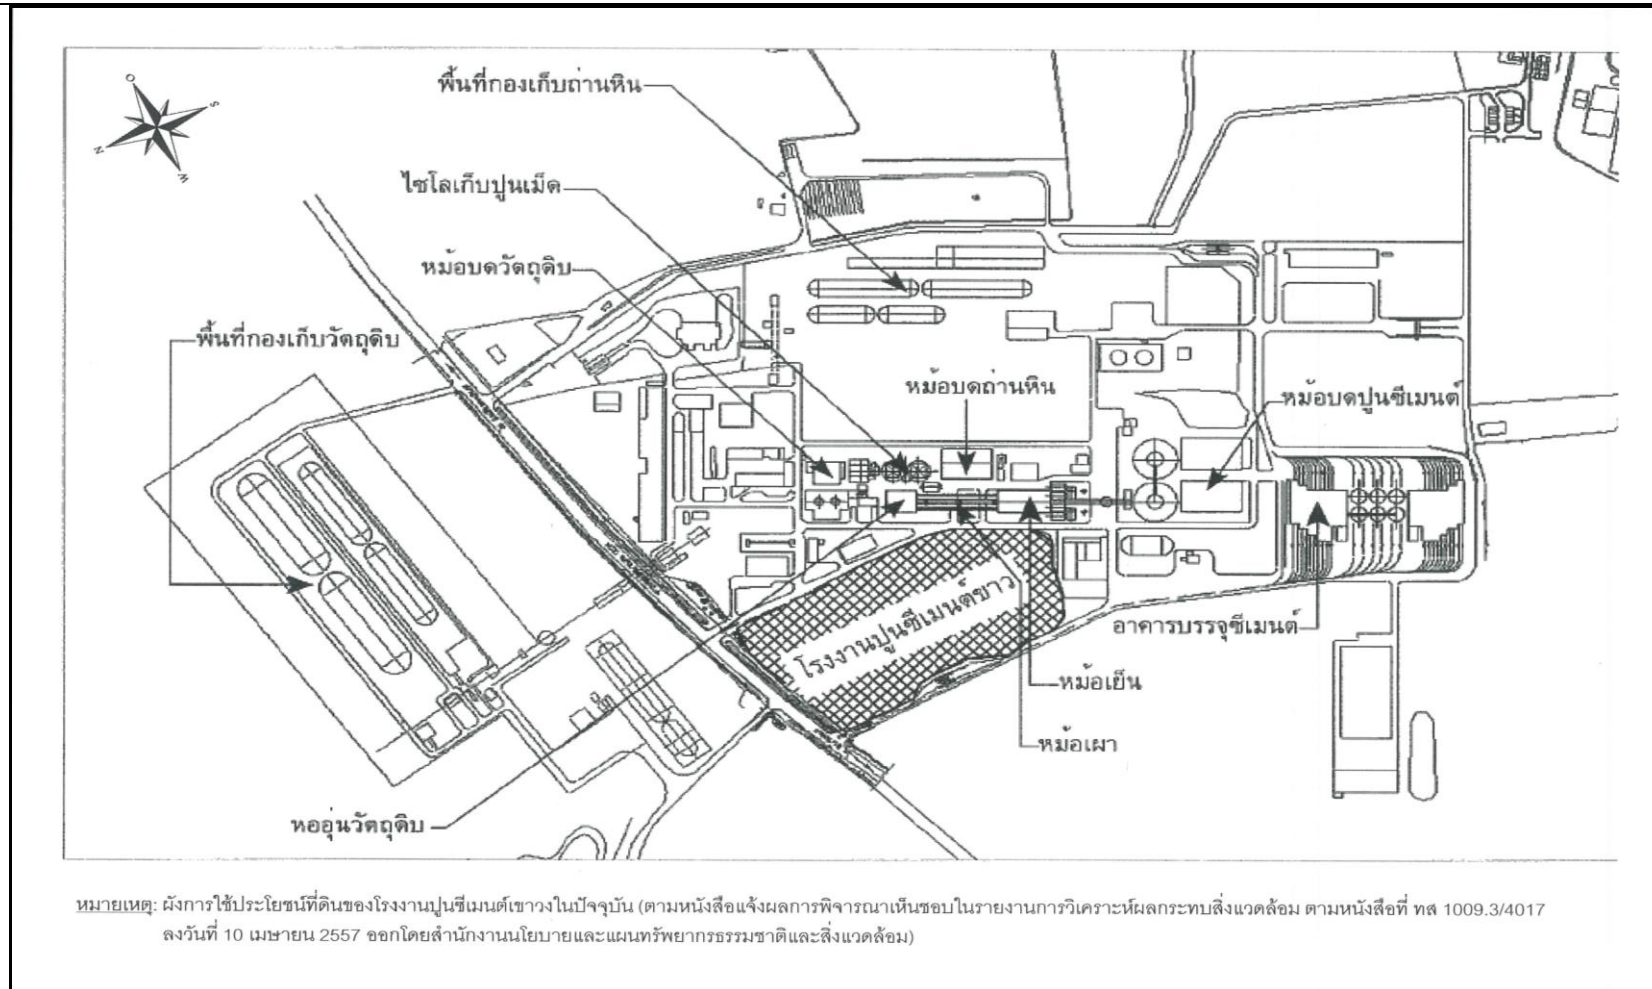 พื้นที่กองเก็บถ่านหิน
O
S
N
W
ไซโลเก็บปูนเม็ด
หม้อบดวัตถุดิบ
พื้นที่กองเก็บวัตถุดิบ
หม้อบดถ่านหิน
หม้อบดปูนซีเมนต์
โรงงานปูนซีเมนต์ขาว
อาคารบรรจุซีเมนต์
หม้อเย็น
หม้อเผา
หออุ่นวัตถุดิบ
หมายเหตุ: ผังการใช้ประโยชน์ที่ดินของโรงงานปูนซีเมนต์เขาวงในปัจจุบัน (ตามหนังสือแจ้งผลการพิจารณาเห็นชอบในรายงานการวิเคราะห์ผลกระทบสิ่งแวดล้อม ตามหนังสือที่ ทส 1009.3/4017
ลงวันที่ 10 เมษายน 2557 ออกโดยสำนักงานนโยบายและแผนทรัพยากรธรรมชาติและสิ่งแวดล้อม)